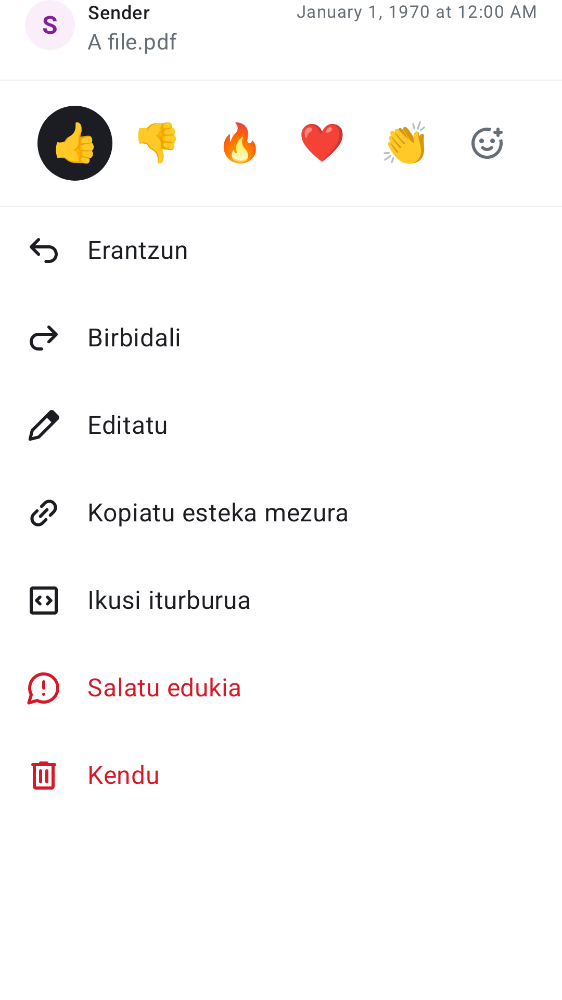 S
Sender
January 1, 1970 at 12:00 AM
A file.pdf
Erantzun
Birbidali
Editatu
Kopiatu esteka mezura
Ikusi iturburua
Salatu edukia
Kendu